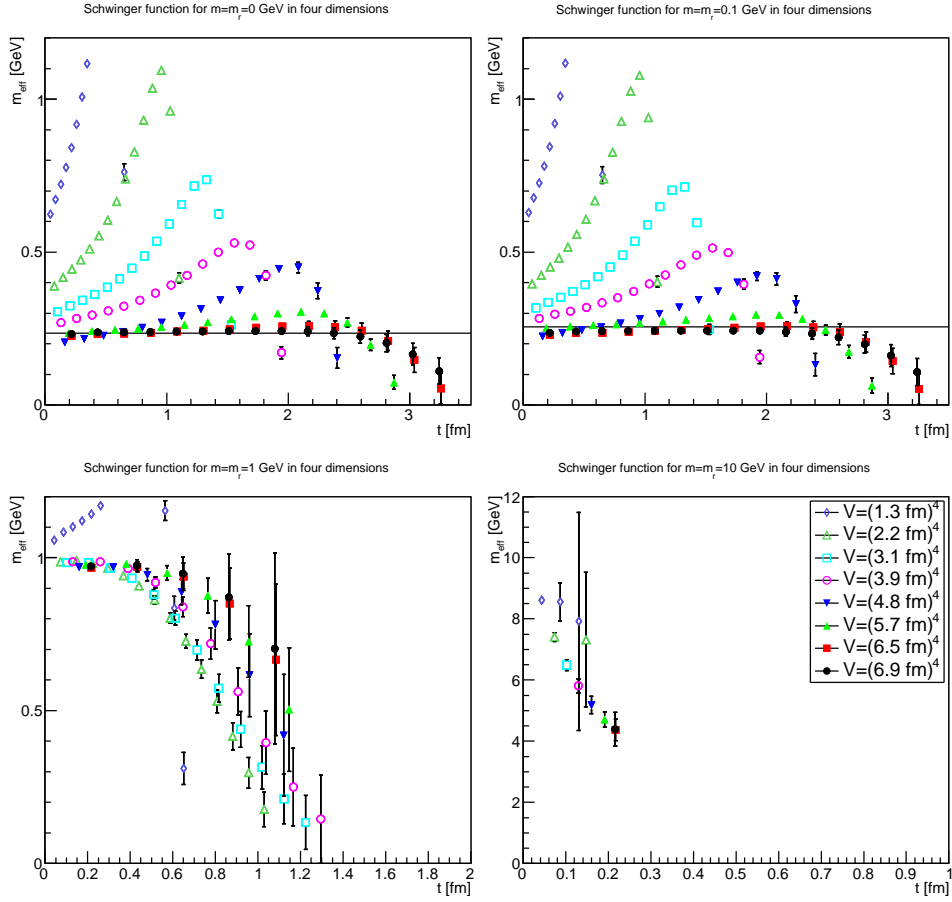 Schwinger function for m=m_r=0 GeV in four dimensions
m_eff [GeV]
1
0.5
0
0 1 2 3
t [fm]
Schwinger function for m=m_r=0.1 GeV in four dimensions
m_eff [GeV]
1
0.5
0
0 1 2 3
t [fm]
Schwinger function for m=m_r=1 GeV in four dimensions
m_eff [GeV]
1
0.5
0
0 0.2 0.4 0.6 0.8 1 1.2 1.4 1.6 1.8 2
t [fm]
Schwinger function for m=m_r=10 GeV in four dimensions
m_eff [GeV]
12
10
8
6
4
2
0
0 0.1 0.2 0.3 0.4 0.5 0.6 0.7 0.8 0.9 1
t [fm]
V=(1.3 fm)^4
V=(2.2 fm)^4
V=(3.1 fm)^4
V=(3.9 fm)^4
V=(4.8 fm)^4
V=(5.7 fm)^4
V=(6.5 fm)^4
V=(6.9 fm)^4